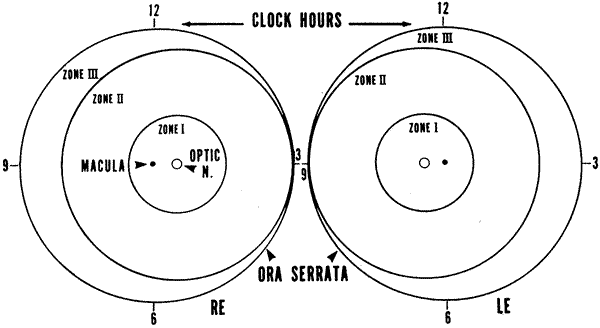 12
CLOCK HOURS
12
ZONE III
ZONE II
ZONE I
MACULA
OPTIC
N.
9
3
9
ZONE III
ZONE II
ZONE I
3
ORA SERRATA
RE
LE
6
6